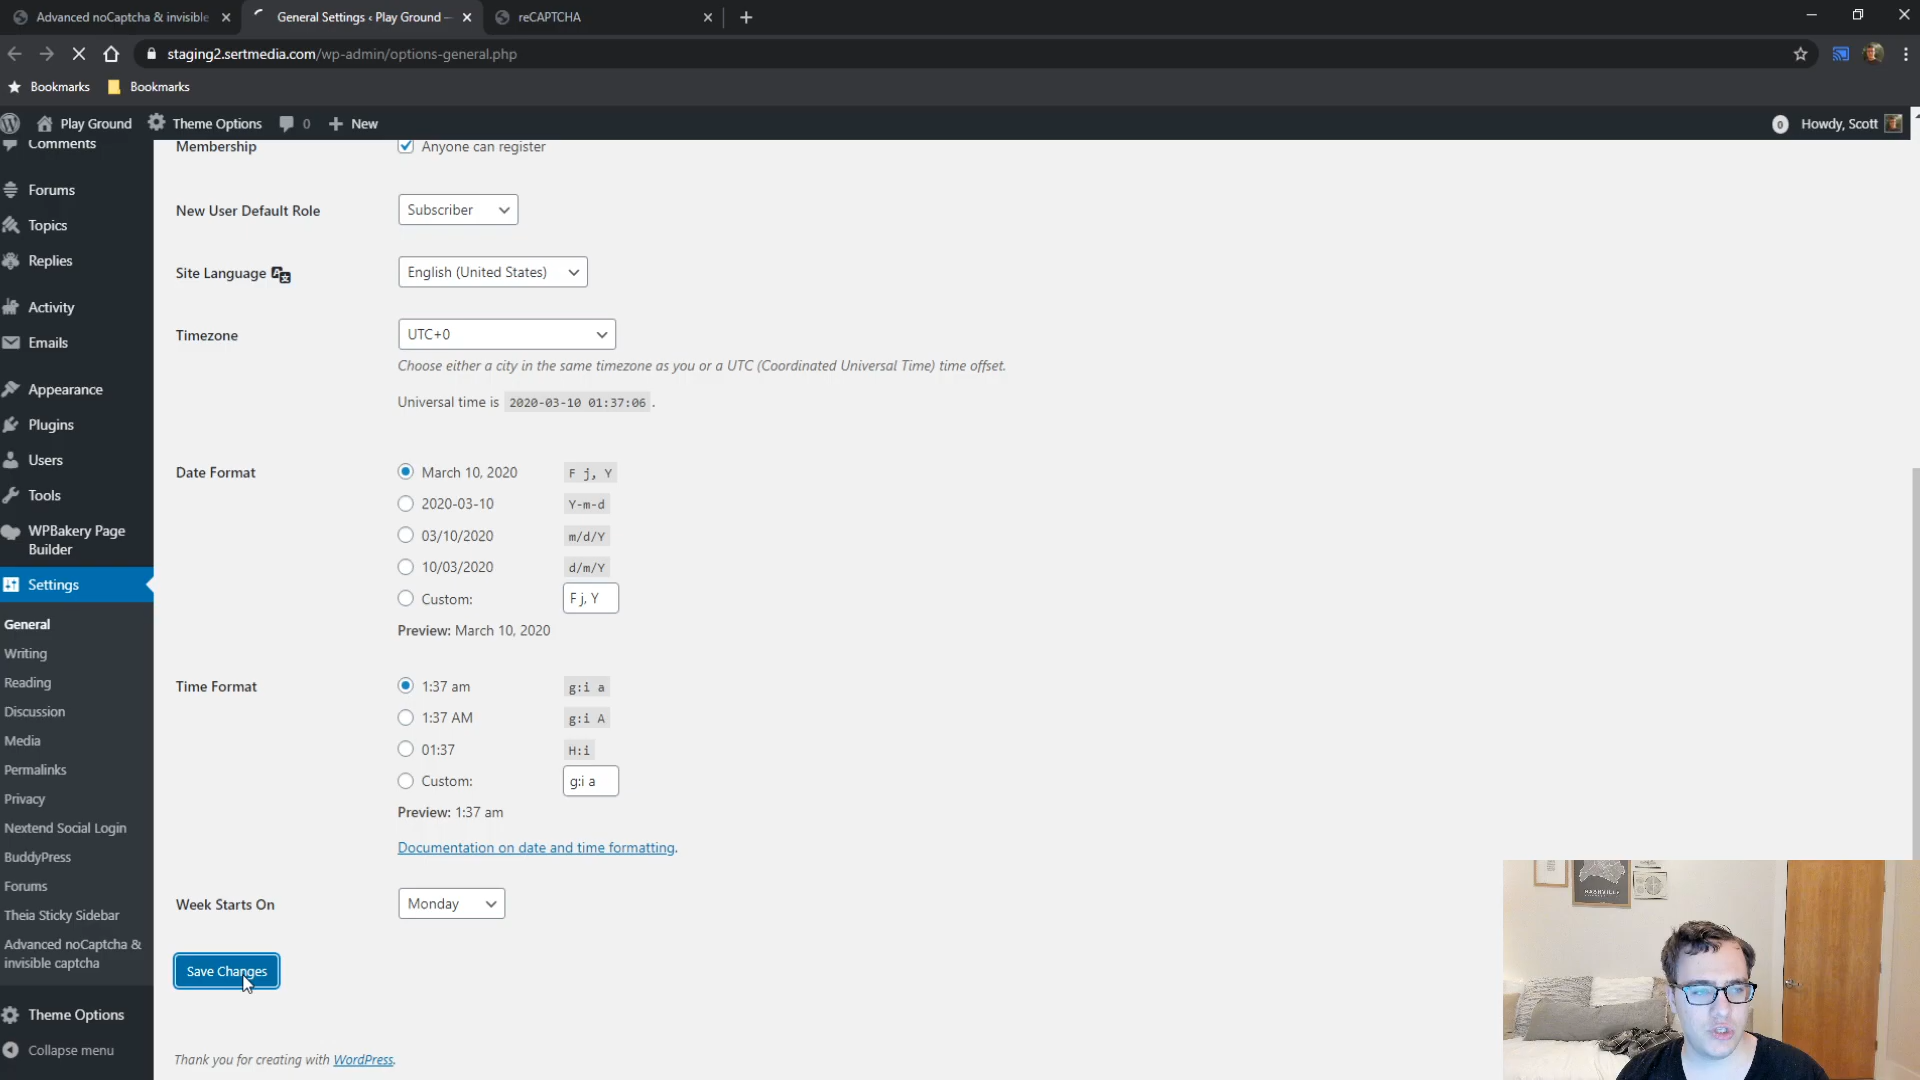 Advanced noCaptcha & invisible
General Settings ‹ Play Ground —
reCAPTCHA
staging2.sertmedia.com/wp-admin/options-general.php
Bookmarks
Bookmarks
Play Ground
Theme Options
0
New
0
Howdy, Scott
Comments
Forums
Topics
Replies
Activity
Emails
Appearance
Plugins
Users
Tools
WPBakery Page
Builder
Settings
General
Writing
Reading
Discussion
Media
Permalinks
Privacy
Nextend Social Login
BuddyPress
Forums
Theia Sticky Sidebar
Advanced noCaptcha &
invisible captcha
Theme Options
Collapse menu
Membership
Anyone can register
New User Default Role
Subscriber
Site Language
English (United States)
Timezone
UTC+0
Choose either a city in the same timezone as you or a UTC (Coordinated Universal Time) time offset.
Universal time is 2020-03-10 01:37:06 .
Date Format
March 10, 2020 F j, Y
2020-03-10 Y-m-d
03/10/2020 m/d/Y
10/03/2020 d/m/Y
Custom: F j, Y
Preview: March 10, 2020
Time Format
1:37 am g:i a
1:37 AM g:i A
01:37 H:i
Custom: g:i a
Preview: 1:37 am
Documentation on date and time formatting.
Week Starts On
Monday
Save Changes
Thank you for creating with WordPress.
NASHVILLE